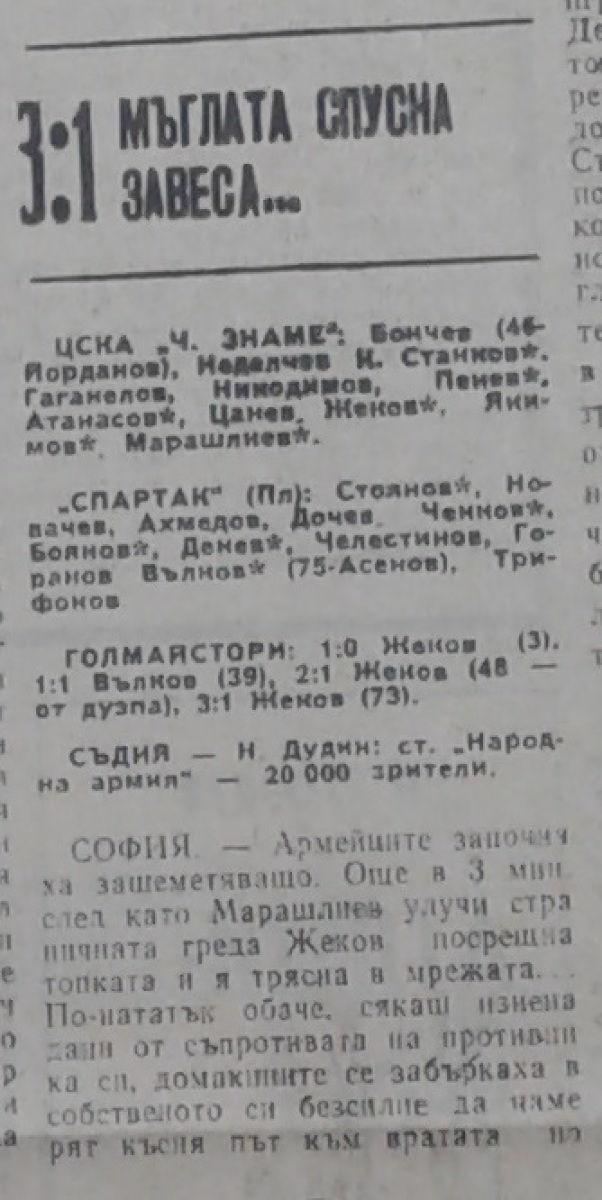 3:1 МЪГЛАТА СПУСНА
ЗАВЕСА...
ЦСКА „Ч. ЗНАМЕ“: Бончев (46-
Йорданов), Неделчев К. Станков*,
Гаганелов, Никодимов, Пенев*,
Атанасов*, Цанев, Жеков*, Яки-
мов*, Марашлиев*.
„СПАРТАК“ (Пл): Стоянов*, Но-
вачев, Ахмедов, Дочев, Ченков*,
Боянов*, Денев*, Челестинов, Го-
ранов Вълков* (75-Асенов), Три-
фонов
ГОЛМАЙСТОРИ: 1:0 Жеков (3),
1:1 Вълков (39), 2:1 Жеков (48 —
от дузпа), 3:1 Жеков (73).
СЪДИЯ — Н. Дудин: ст. „Народ-
на армия“ — 20 000 зрители.
СОФИЯ. — Армейците започна
ха зашеметяващо. Още в 3 мин.
след като Марашлиев улучи стра
ничната греда Жеков посрещна
топката и я трясна в мрежата...
По-нататък обаче, сякаш изнена
дани от съпротивата на противни
ка си, домакините се забъркаха в
собственото си безсилие да наме
рят късия път към вратата по